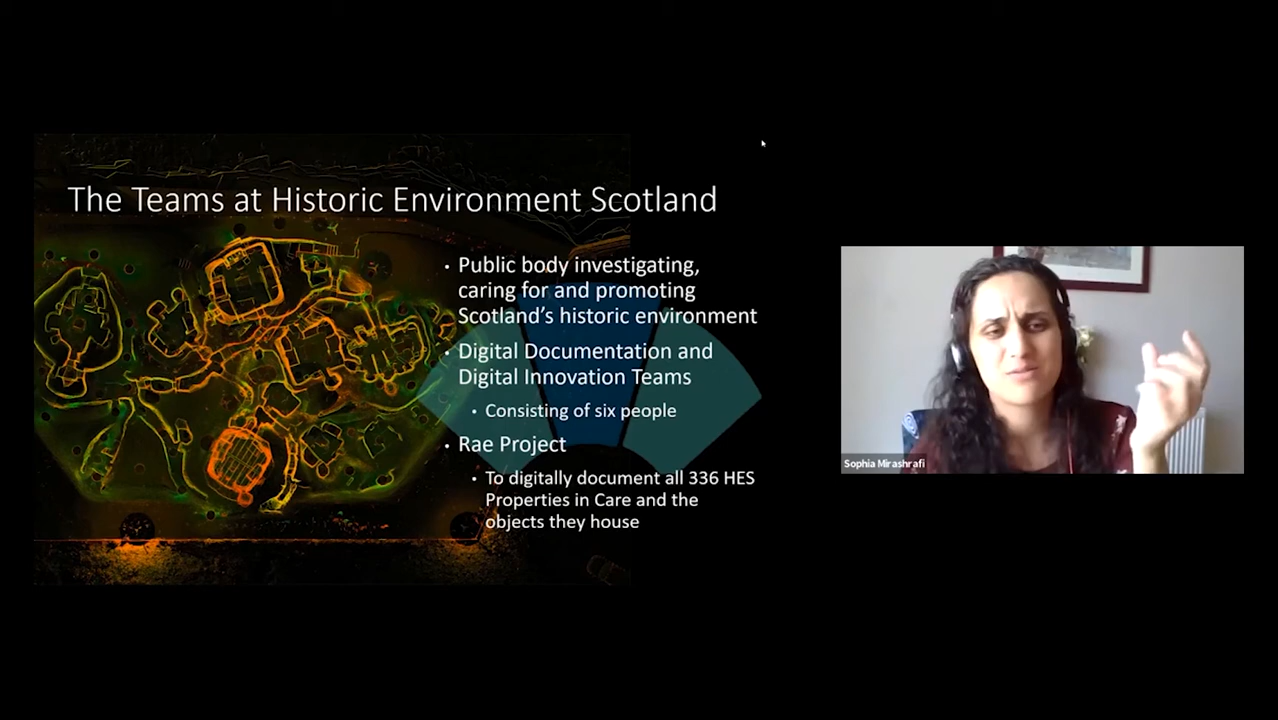 The Teams at Historic Environment Scotland
• Public body investigating,
caring for and promoting
Scotland’s historic environment
• Digital Documentation and
Digital Innovation Teams
• Consisting of six people
• Rae Project
• To digitally document all 336 HES
Properties in Care and the
objects they house
Sophia Mirashrafi